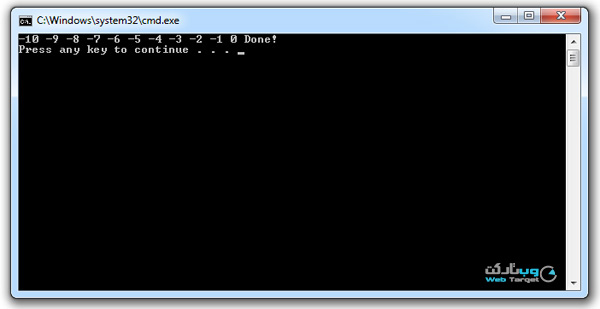 C:\Windows\system32\cmd.exe
-10 -9 -8 -7 -6 -5 -4 -3 -2 -1 0 Done!
Press any key to continue . . . _
وب تارگت
Web Target